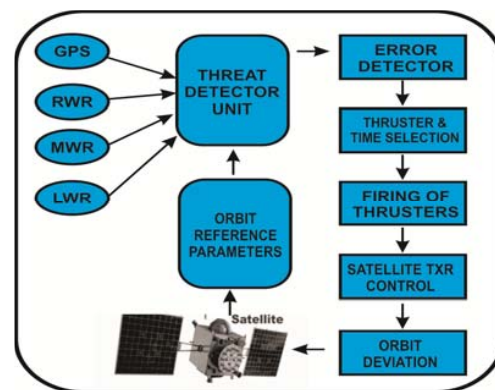 GPS
RWR
MWR
LWR
THREAT
DETECTOR
UNIT
ORBIT
REFERENCE
PARAMETERS
Satellite
ERROR
DETECTOR
THRUSTER &
TIME SELECTION
FIRING OF
THRUSTERS
SATELLITE TXR
CONTROL
ORBIT
DEVIATION